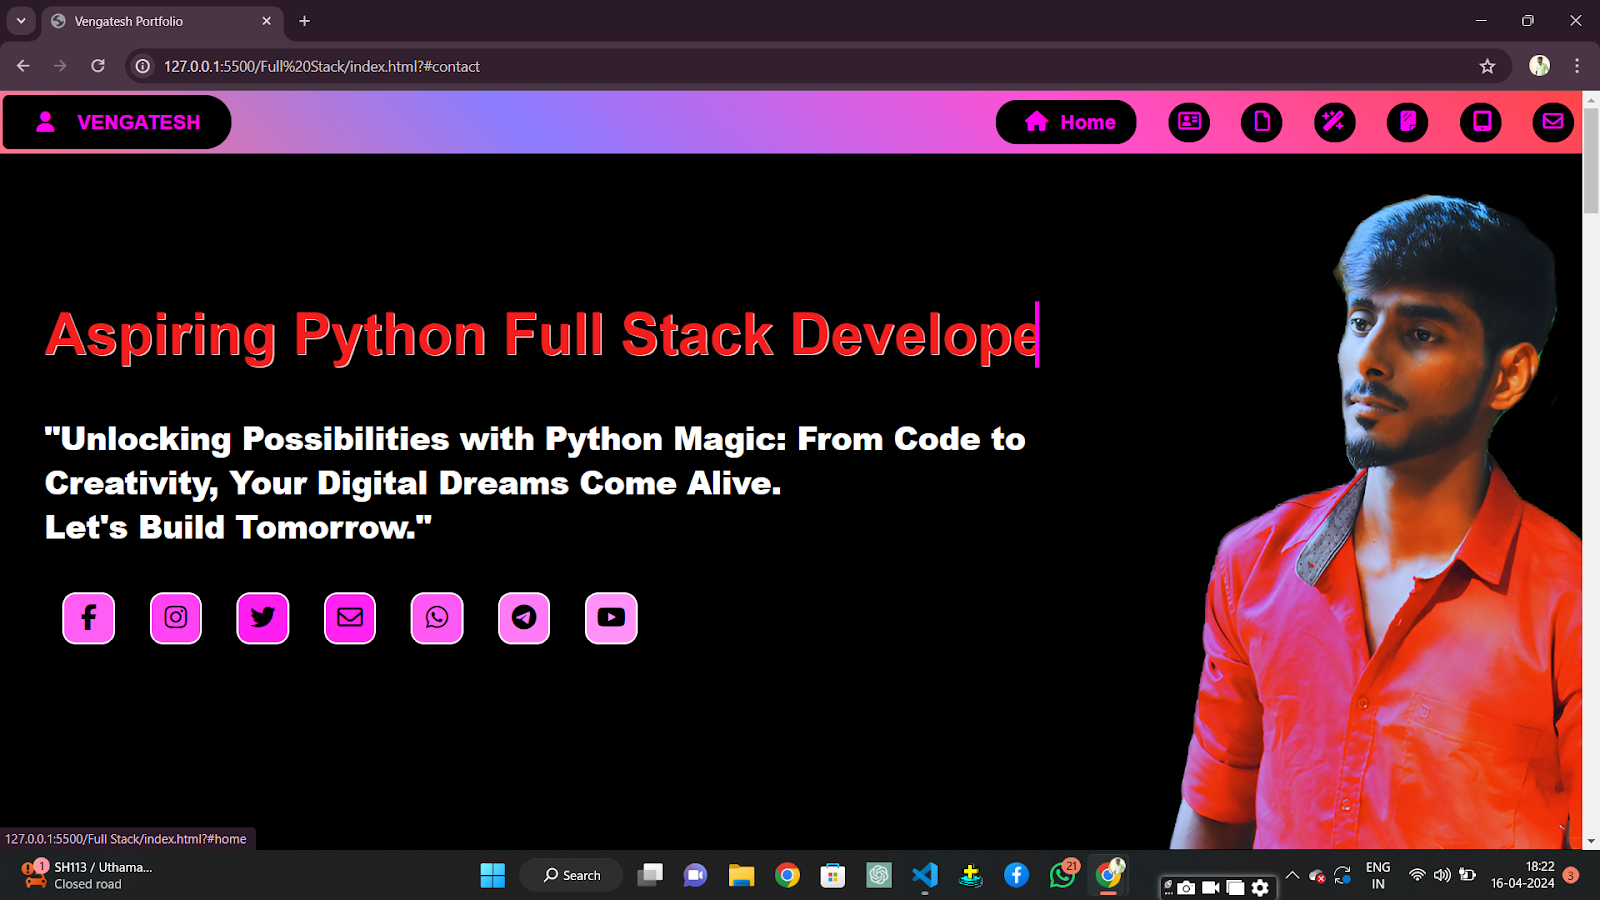 Vengatesh Portfolio
127.0.0.1:5500/Full%20Stack/index.html?#contact
VENGATESH
Home
Aspiring Python Full Stack Develope
"Unlocking Possibilities with Python Magic: From Code to
Creativity, Your Digital Dreams Come Alive.
Let's Build Tomorrow."
127.0.0.1:5500/Full Stack/index.html?#home
1
SH113 / Uthama...
Closed road
Search
21
ENG
IN
18:22
16-04-2024
3